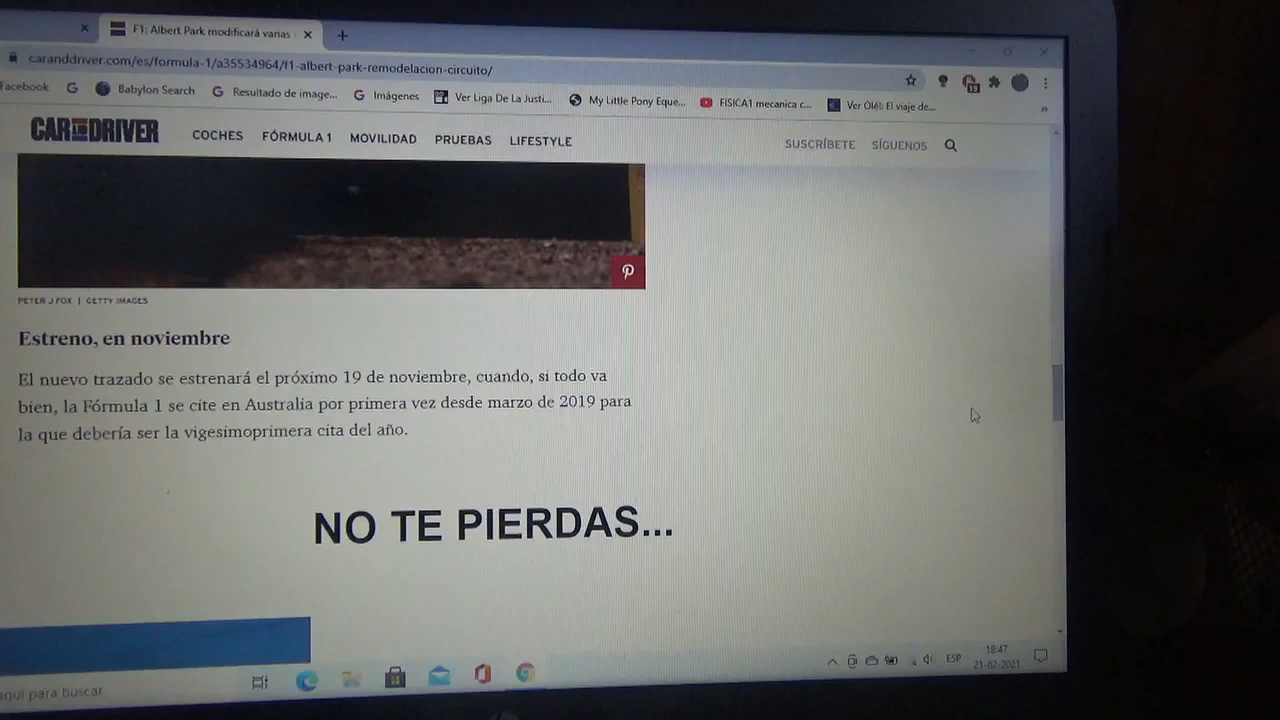 F1: Albert Park modificará varias
caranddriver.com/es/formula-1/a35534964/f1-albert-park-remodelacion-circuito/
Facebook Babylon Search Resultado de image... Imágenes Ver Liga De La Justi... My Little Pony Eque... FISICA1 mecanica c... Ver Olé!: El viaje de...
19
CAR AND DRIVER COCHES FÓRMULA 1 MOVILIDAD PRUEBAS LIFESTYLE SUSCRÍBETE SÍGUENOS
PETER J FOX | GETTY IMAGES
Estreno, en noviembre
El nuevo trazado se estrenará el próximo 19 de noviembre, cuando, si todo va
bien, la Fórmula 1 se cite en Australia por primera vez desde marzo de 2019 para
la que debería ser la vigesimoprimera cita del año.
NO TE PIERDAS...
aquí para buscar
ESP
18:47
21-02-2021